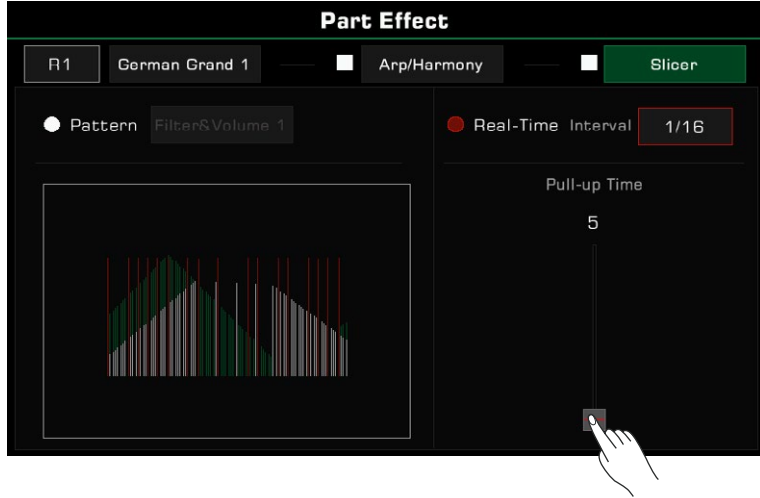 Part Effect
R1 German Grand 1 Arp/Harmony Slicer
Pattern Filter&Volume 1 Real-Time Interval 1/16
Pull-up Time
5